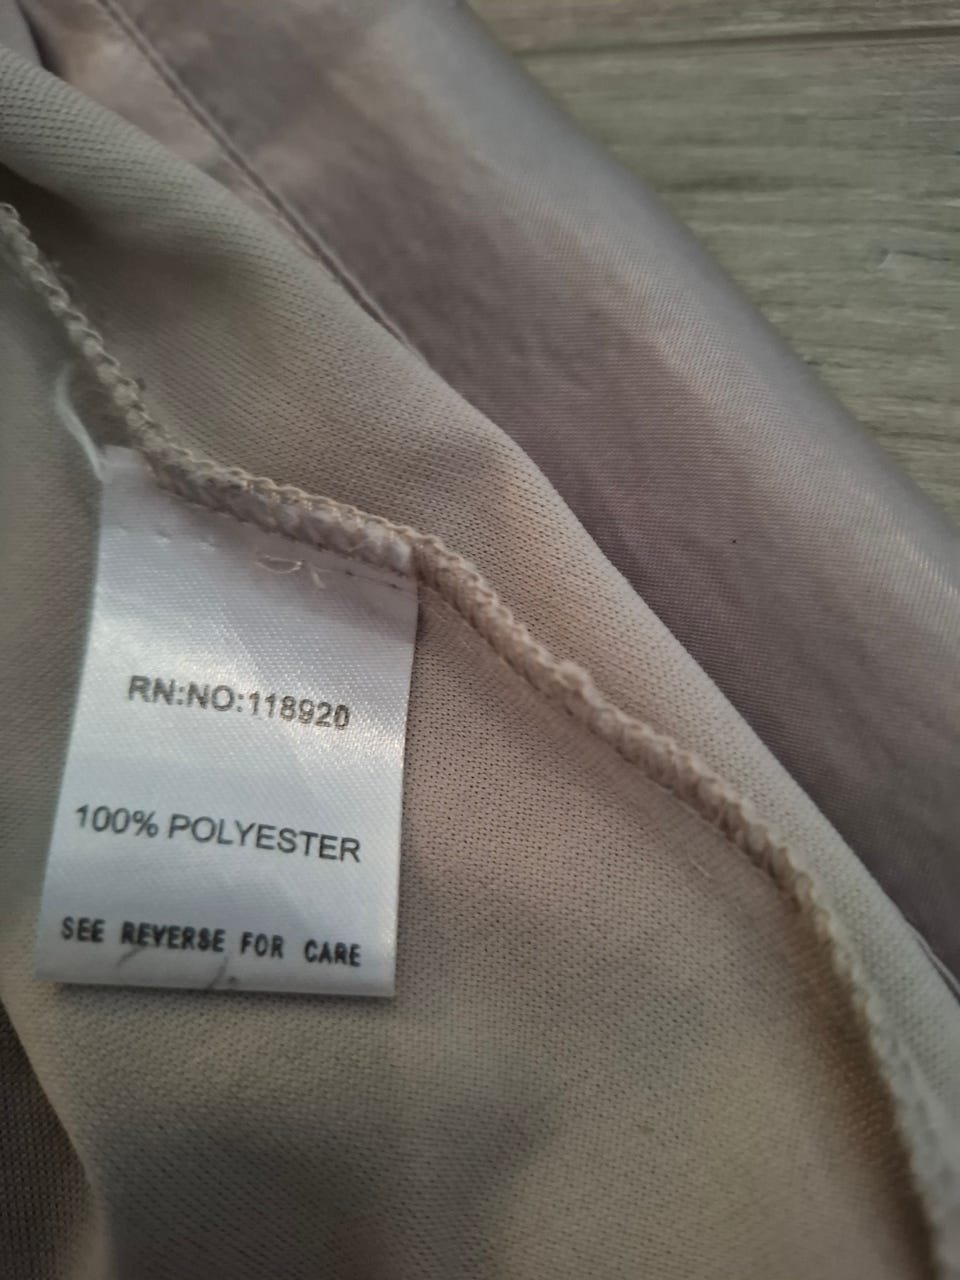 RN:NO:118920
100% POLYESTER
SEE REVERSE FOR CARE